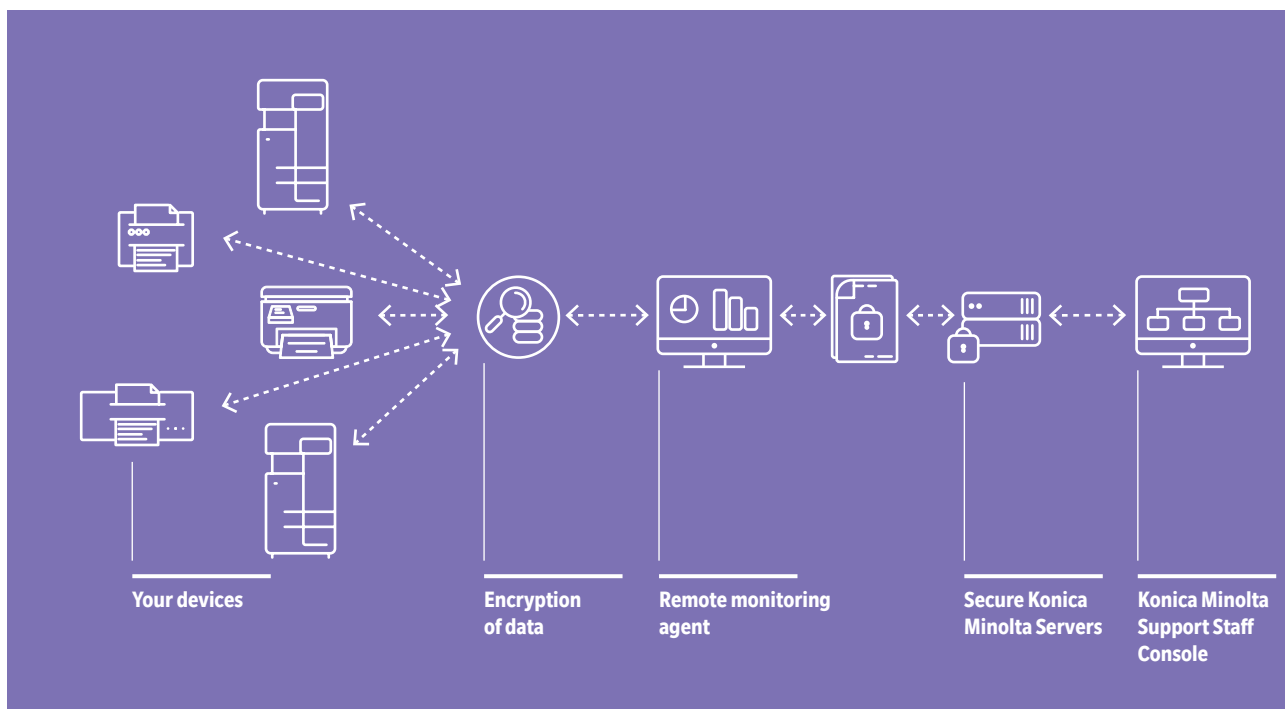 Your devices
Encryption
of data
Remote monitoring
agent
Secure Konica
Minolta Servers
Konica Minolta
Support Staff
Console